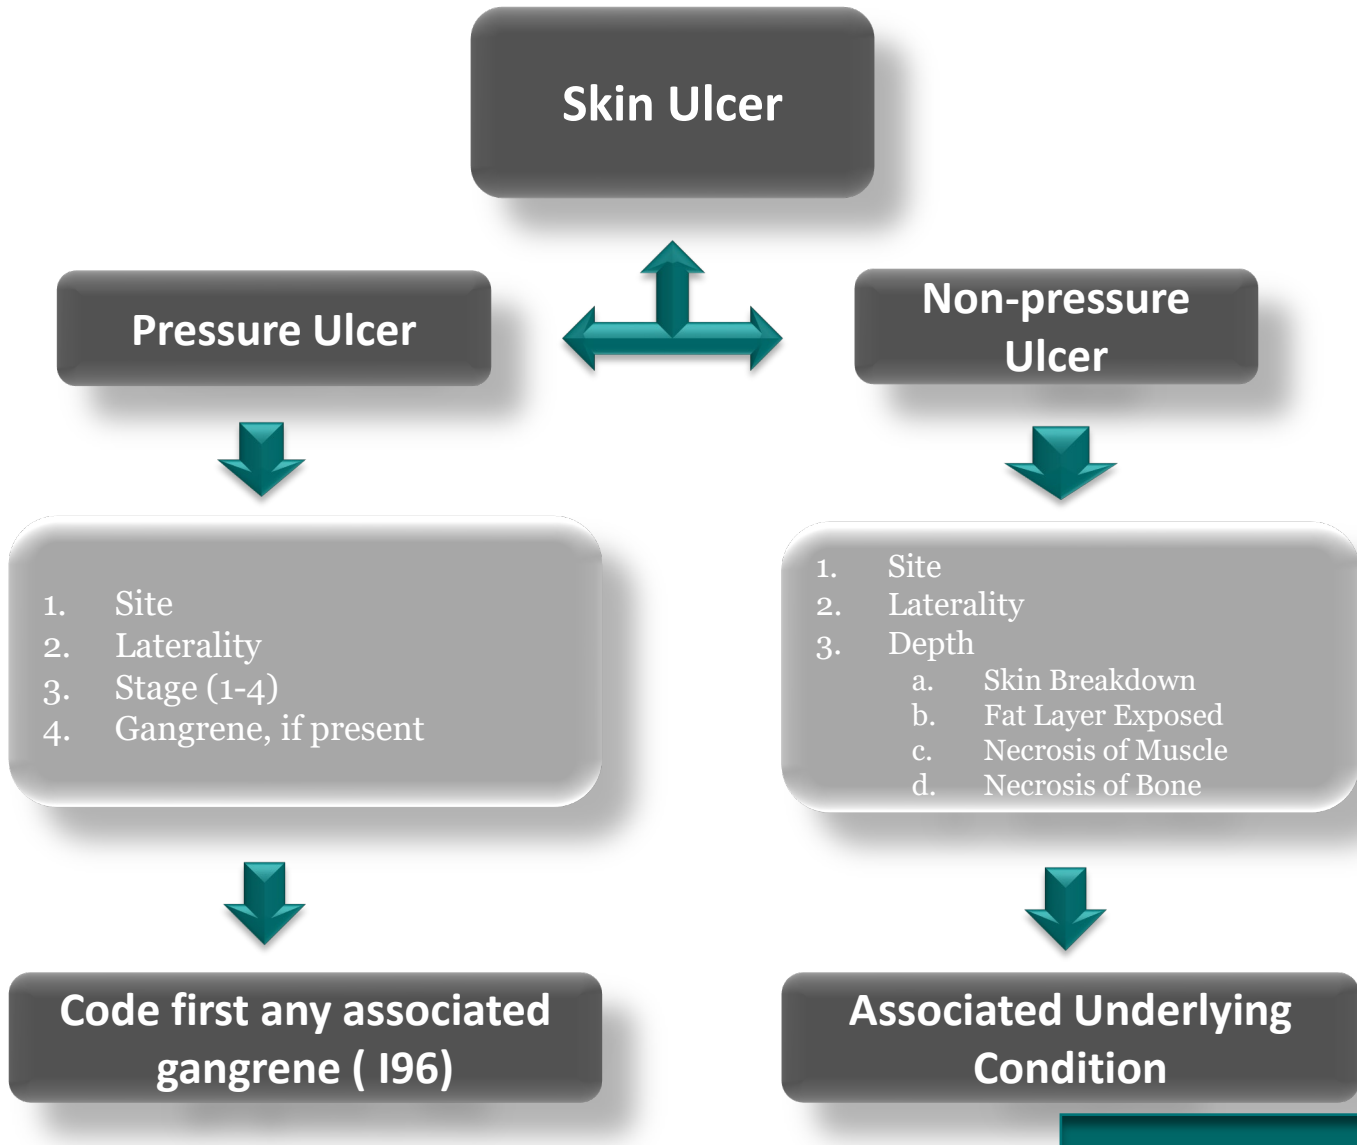 Skin Ulcer
Pressure Ulcer
Non-pressure
Ulcer
1. Site
2. Laterality
3. Stage (1-4)
4. Gangrene, if present
1. Site
2. Laterality
3. Depth
a. Skin Breakdown
b. Fat Layer Exposed
c. Necrosis of Muscle
d. Necrosis of Bone
Code first any associated
gangrene ( I96)
Associated Underlying
Condition